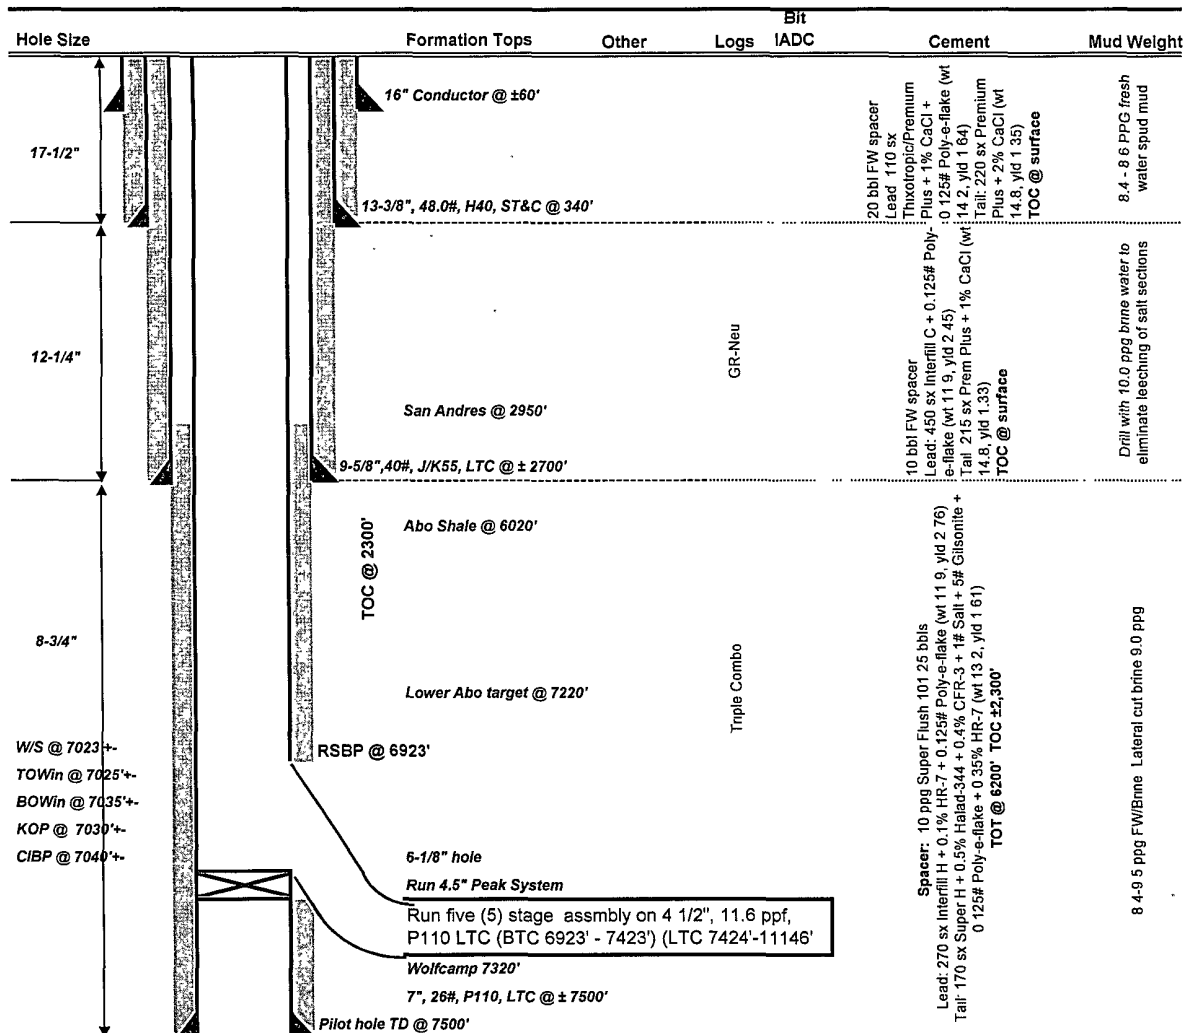 Hole Size
Formation Tops
Other
Logs
Bit
IADC
Cement
Mud Weight
16" Conductor @ ±60'
17-1/2"
13-3/8", 48.0#, H40, ST&C @ 340'
20 bbl FW spacer
Lead 110 sx
Thixotropic/Premium
Plus + 1% CaCl +
0 125# Poly-e-flake (wt
14.2, yld 1 64)
Tail: 220 sx Premium
Plus + 2% CaCl (wt
14.8, yld 1 35)
TOC @ surface
8.4 - 8 6 PPG fresh
water spud mud
12-1/4"
GR-Neu
San Andres @ 2950'
9-5/8",40#, J/K55, LTC @ ± 2700'
10 bbl FW spacer
Lead: 450 sx Interfill C + 0.125# Poly-
e-flake (wt 11 9, yld 2 45)
Tail 215 sx Prem Plus + 1% CaCl (wt
14.8, yld 1.33)
TOC @ surface
Drill with 10.0 ppg brine water to
eliminate leeching of salt sections
Abo Shale @ 6020'
TOC @ 2300'
8-3/4"
Triple Combo
Lower Abo target @ 7220'
W/S @ 7023'+-
TOWin @ 7025'+-
BOWin @ 7035'+-
KOP @ 7030'+-
CIBP @ 7040'+-
RSBP @ 6923'
6-1/8" hole
Run 4.5" Peak System
Run five (5) stage assmbly on 4 1/2", 11.6 ppf,
P110 LTC (BTC 6923' - 7423') (LTC 7424'-11146'
Wolfcamp 7320'
7", 26#, P110, LTC @ ± 7500'
Pilot hole TD @ 7500'
Spacer: 10 ppg Super Flush 101 25 bbls
Lead: 270 sx Interfill H + 0.1% HR-7 + 0.125# Poly-e-flake (wt 11 9, yld 2 76)
Tail· 170 sx Super H + 0.5% Halad-344 + 0.4% CFR-3 + 1# Salt + 5# Gilsonite +
0 125# Poly-e-flake + 0 35% HR-7 (wt 13 2, yld 1 61)
TOT @ 6200' TOC ±2,300'
8 4-9 5 ppg FW/Brine Lateral cut brine 9.0 ppg